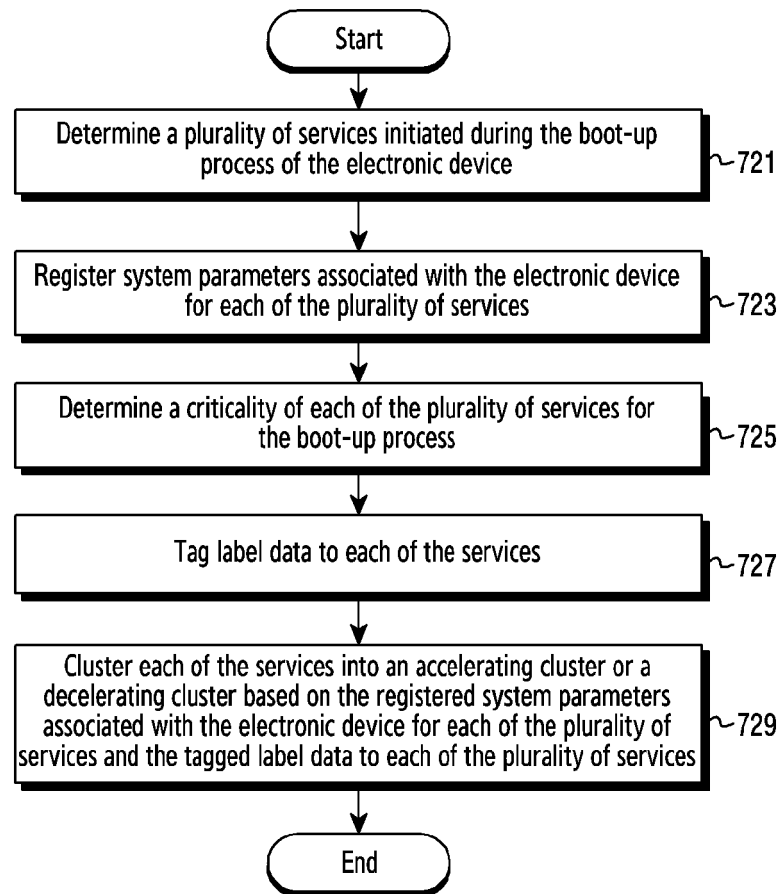 Start
Determine a plurality of services initiated during the boot-up
process of the electronic device
721
Register system parameters associated with the electronic device
for each of the plurality of services
723
Determine a criticality of each of the plurality of services for
the boot-up process
725
Tag label data to each of the services
727
Cluster each of the services into an accelerating cluster or a
decelerating cluster based on the registered system parameters
associated with the electronic device for each of the plurality of
services and the tagged label data to each of the plurality of services
729
End